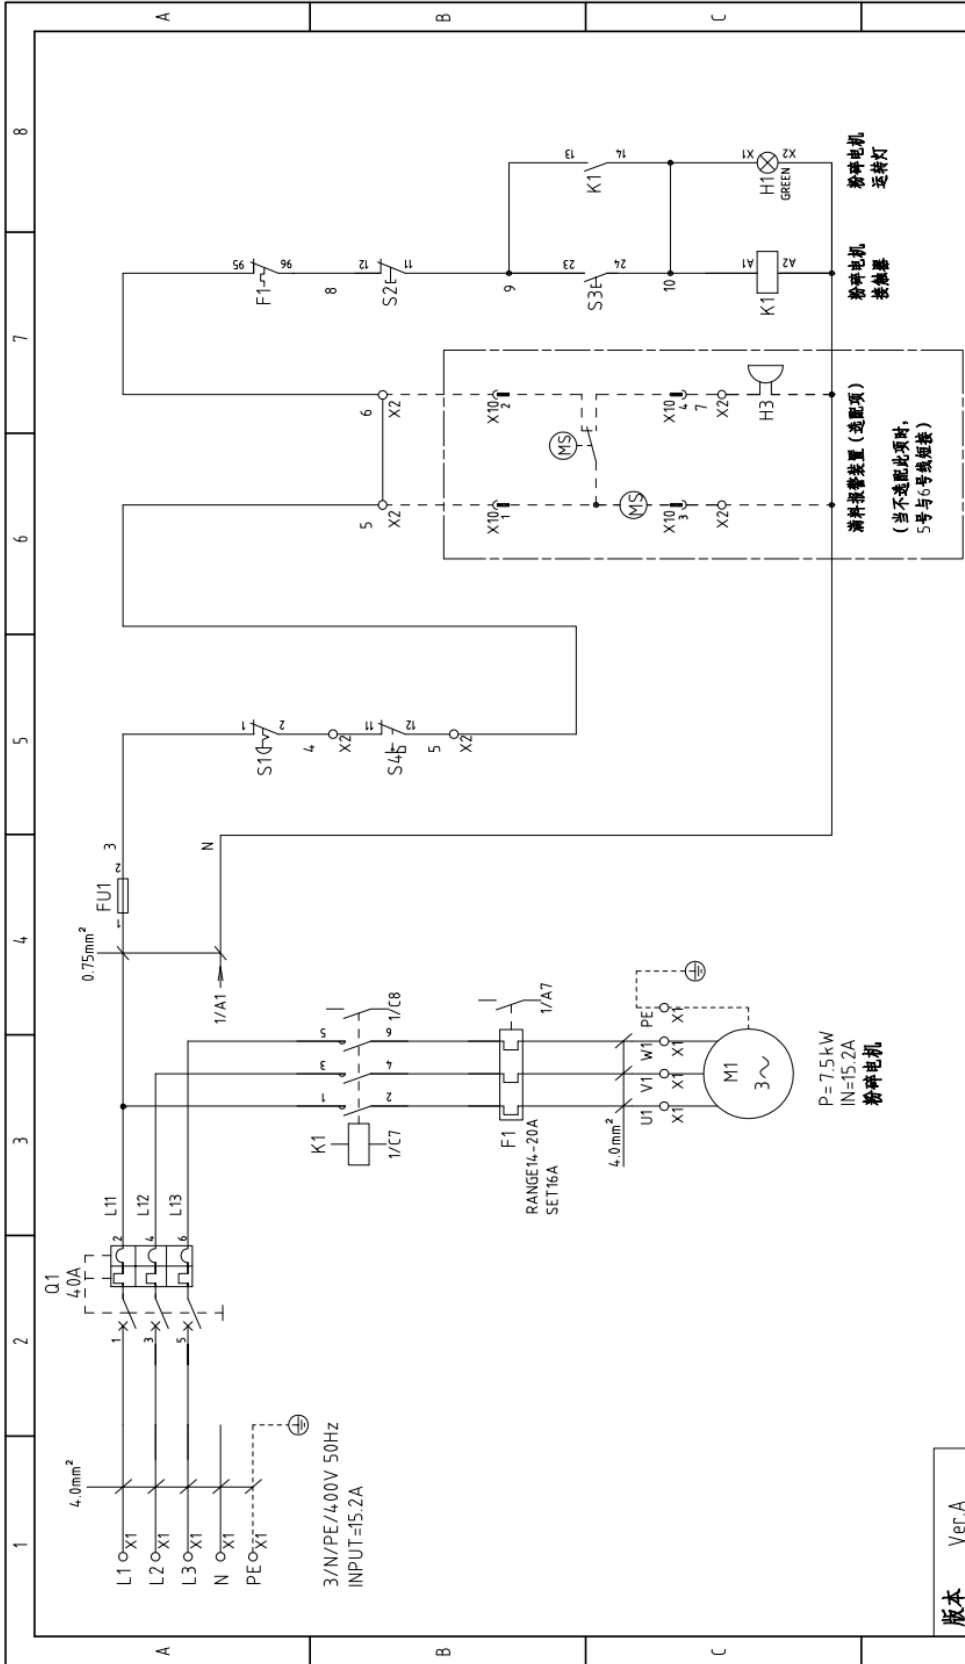 1 2 3 4 5 6 7 8
A
B
C
A
B
C
4.0mm²
L1 X1
L2 X1
L3 X1
N X1
PE X1
3/N/PE/400V 50Hz
INPUT=15.2A
Q1
40A
1 2
3 4
5 6
L11
L12
L13
K1
1/C7
1 2
3 4
5 6
1/C8
F1
RANGE14-20A
SET16A
1/A7
4.0mm²
U1 V1 W1 PE
X1 X1 X1 X1
M1
3~
P=7.5kW
IN=15.2A
粉碎电机
0.75mm²
1/A1
FU1
1 2
3
N
S1
1 2
4
X2
S4
11 12
5
X2
5
X2
6
X2
X10
1
X10
2
MS
MS
X10
3
X2
X10
4
7
X2
H3
满料报警装置(选配项)
(当不选配此项时,
5号与6号线短接)
F1
95 96
8
S2
12 11
9
S3
23 24
10
K1
13 14
K1
A1 A2
H1
GREEN
X1 X2
粉碎电机
接触器
粉碎电机
运转灯
版本 Ver.A